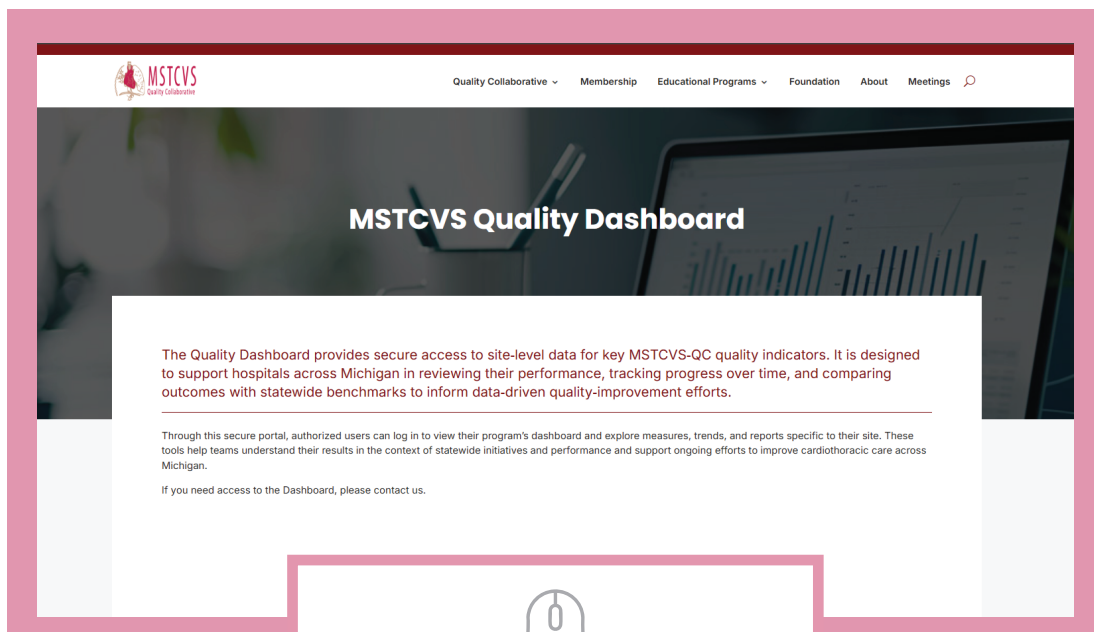 MSTCVS
Quality Collaborative
Quality Collaborative Membership Educational Programs Foundation About Meetings
MSTCVS Quality Dashboard
The Quality Dashboard provides secure access to site-level data for key MSTCVS-QC quality indicators. It is designed
to support hospitals across Michigan in reviewing their performance, tracking progress over time, and comparing
outcomes with statewide benchmarks to inform data-driven quality-improvement efforts.
Through this secure portal, authorized users can log in to view their program's dashboard and explore measures, trends, and reports specific to their site. These
tools help teams understand their results in the context of statewide initiatives and performance and support ongoing efforts to improve cardiothoracic care across
Michigan.
If you need access to the Dashboard, please contact us.